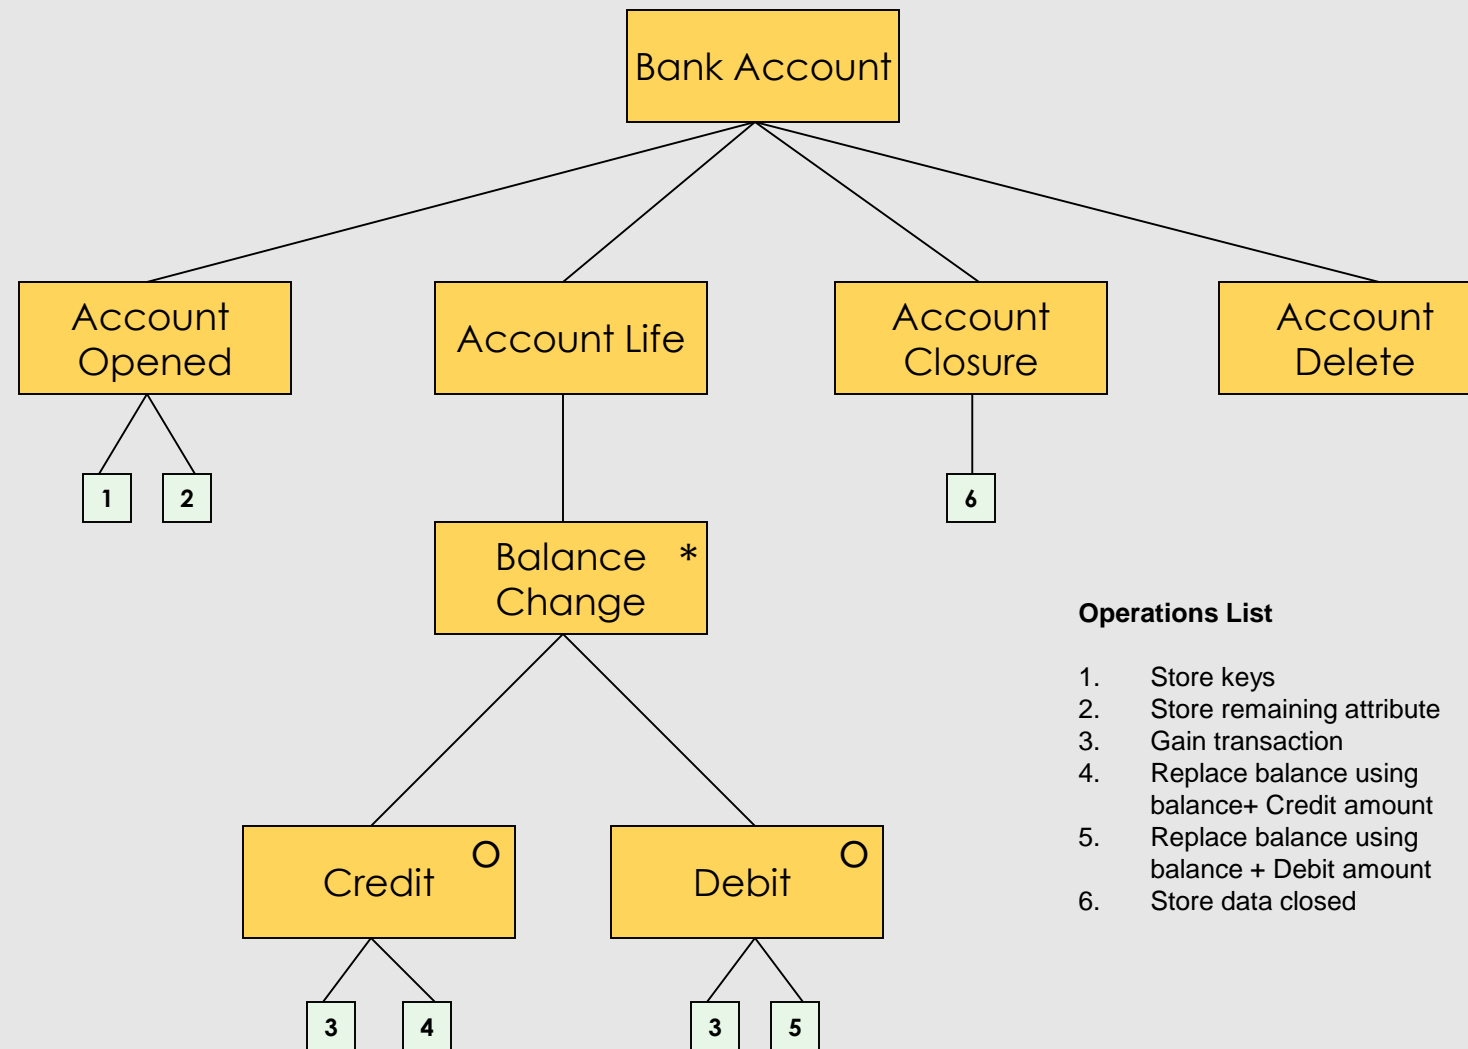 Bank Account
Account
Opened
Account Life
Account
Closure
Account
Delete
1
2
6
Balance *
Change
Operations List
1. Store keys
2. Store remaining attribute
3. Gain transaction
4. Replace balance using
balance+ Credit amount
5. Replace balance using
balance + Debit amount
6. Store data closed
Credit O
Debit O
3
4
3
5